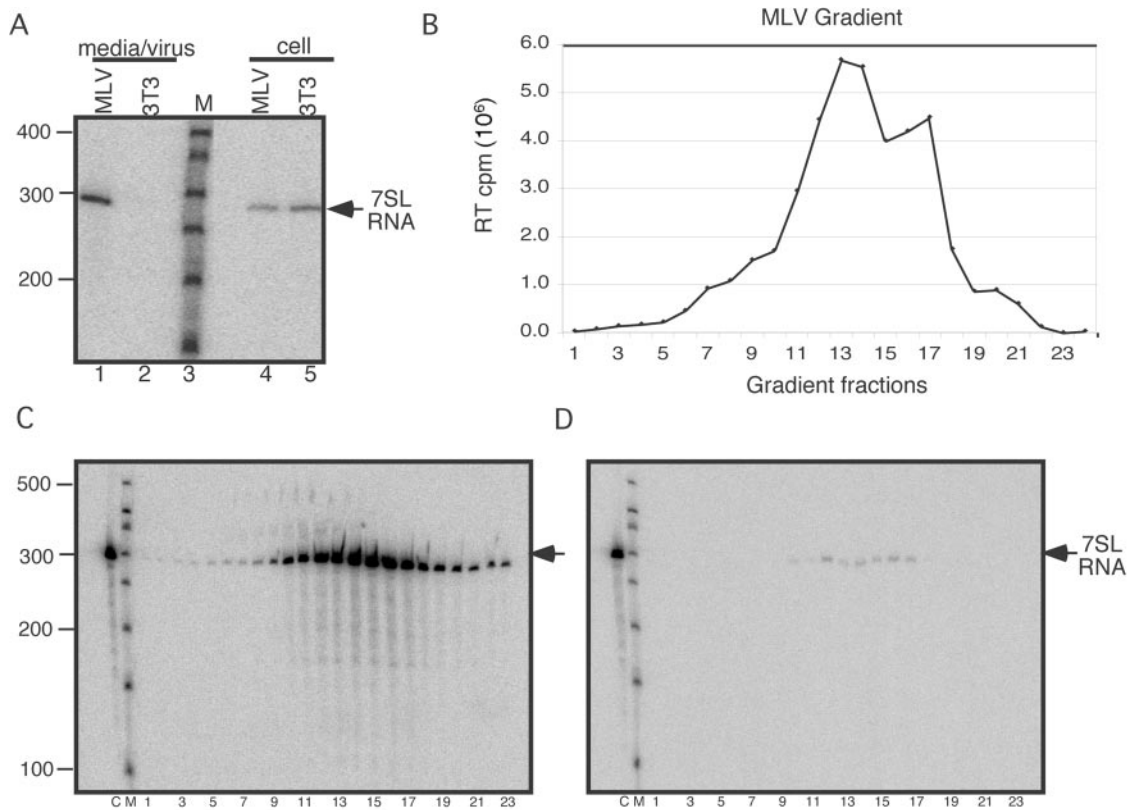 A
media/virus
cell
MLV
3T3
M
MLV
3T3
400
300
200
7SL
RNA
1 2 3 4 5
B
MLV Gradient
RT cpm (10⁶)
6.0
5.0
4.0
3.0
2.0
1.0
0.0
1 3 5 7 9 11 13 15 17 19 21 23
Gradient fractions
C
500
300
200
100
C M 1 3 5 7 9 11 13 15 17 19 21 23
D
7SL
RNA
C M 1 3 5 7 9 11 13 15 17 19 21 23